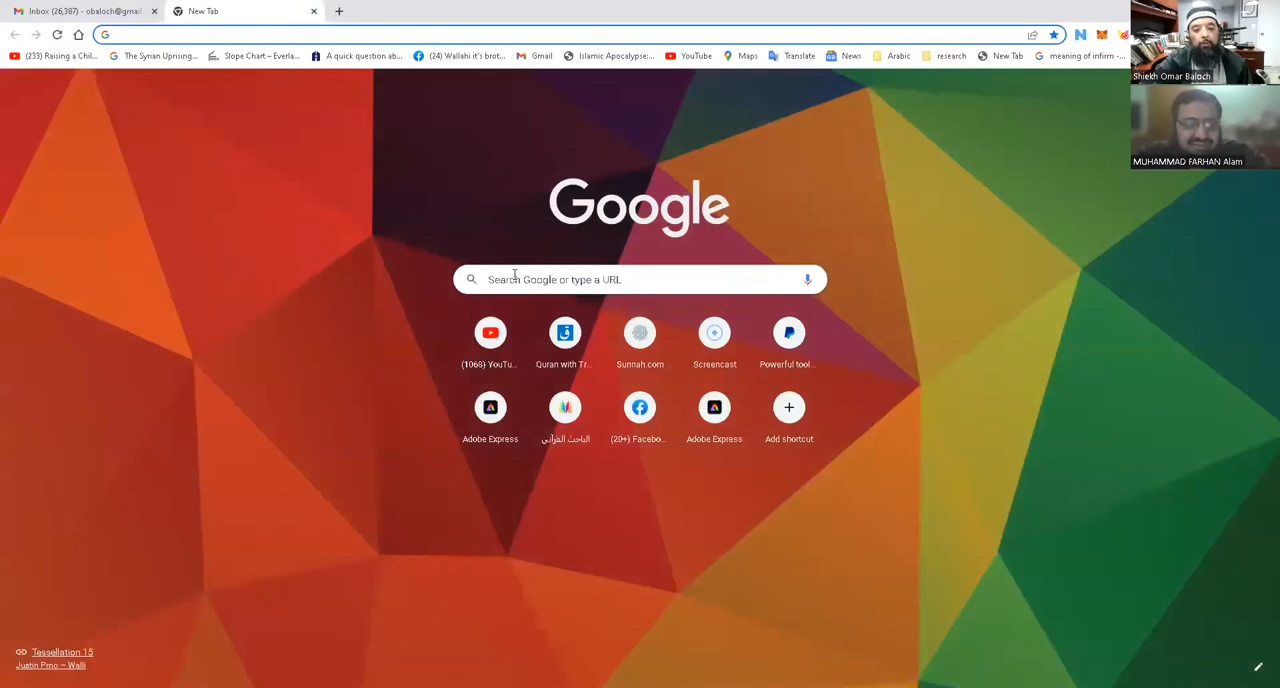 Inbox (26,387) - obaloch@gmai
New Tab
(233) Raising a Chil...
The Syrian Uprising...
Slope Chart – Everla...
A quick question ab...
(24) Wallahi it's brot...
Gmail
Islamic Apocalypse:...
YouTube
Maps
Translate
News
Arabic
research
New Tab
meaning of infirm -...
Shiekh Omar Baloch
MUHAMMAD FARHAN Alam
Google
Search Google or type a URL
(1068) YouTu...
Quran with Tr...
Sunnah.com
Screencast
Powerful tool...
Adobe Express
الباحث القرآني
(20+) Facebo...
Adobe Express
Add shortcut
Tessellation 15
Justin Prno – Walli